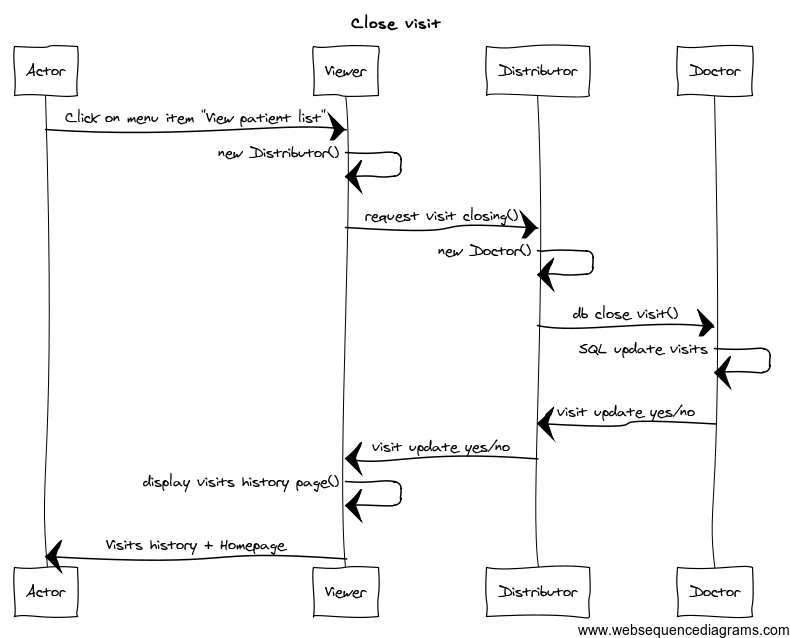 Close visit
Actor
Viewer
Distributor
Doctor
Click on menu item "View patient list"
new Distributor()
request visit closing()
new Doctor()
db close visit()
SQL update visits
visit update yes/no
visit update yes/no
display visits history page()
Visits history + Homepage
Actor
Viewer
Distributor
Doctor
www.websequencediagrams.com